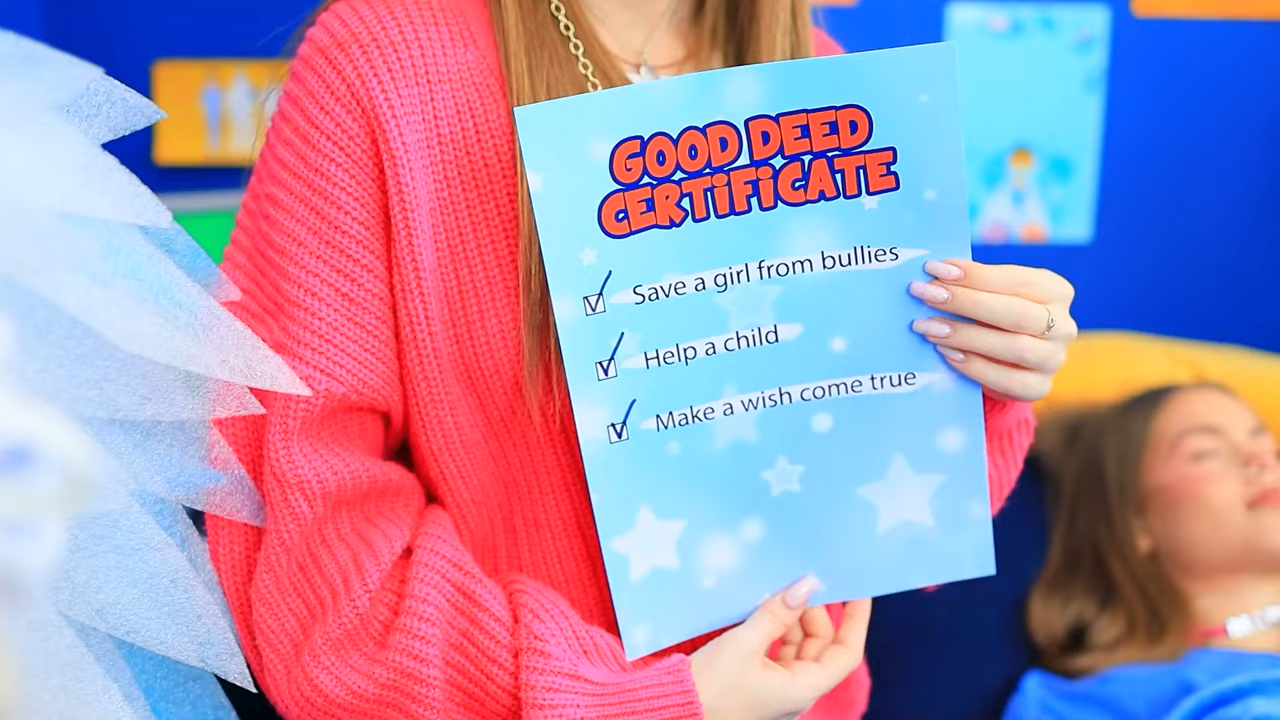 GOOD DEED
CERTiFiCATE
Save a girl from bullies
Help a child
Make a wish come true